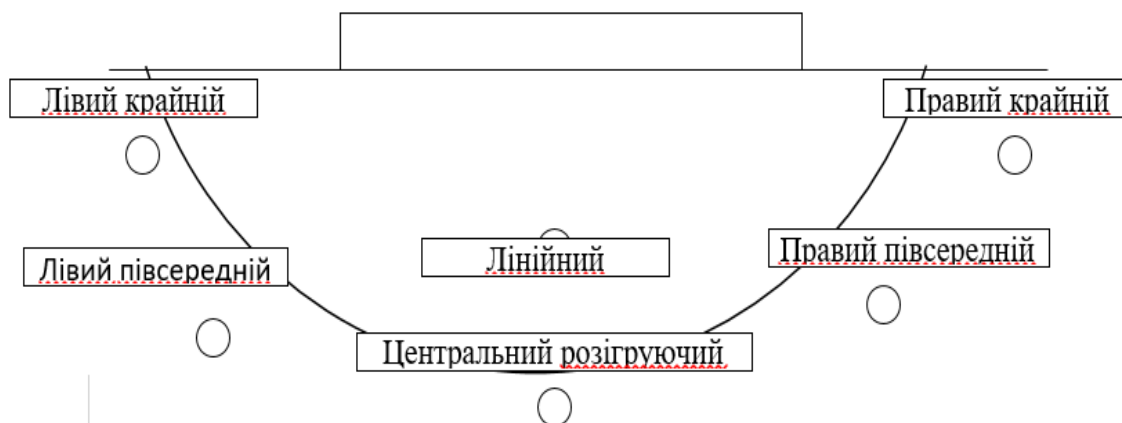 Лівий крайній
Правий крайній
Лівий півсередній
Лінійний
Правий півсередній
Центральний розігруючий